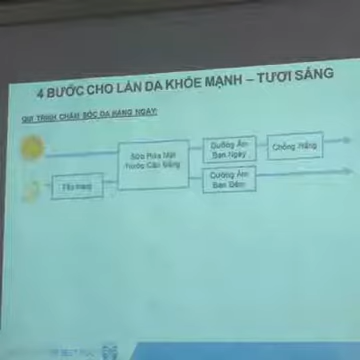 4 BƯỚC CHO LÀN DA KHỎE MẠNH – TƯƠI SÁNG
QUI TRÌNH CHĂM SÓC DA HÀNG NGÀY:
Sữa Rửa Mặt
Nước Cân Bằng
Dưỡng Ẩm
Ban Ngày
Chống Nắng
Tẩy trang
Dưỡng Ẩm
Ban Đêm